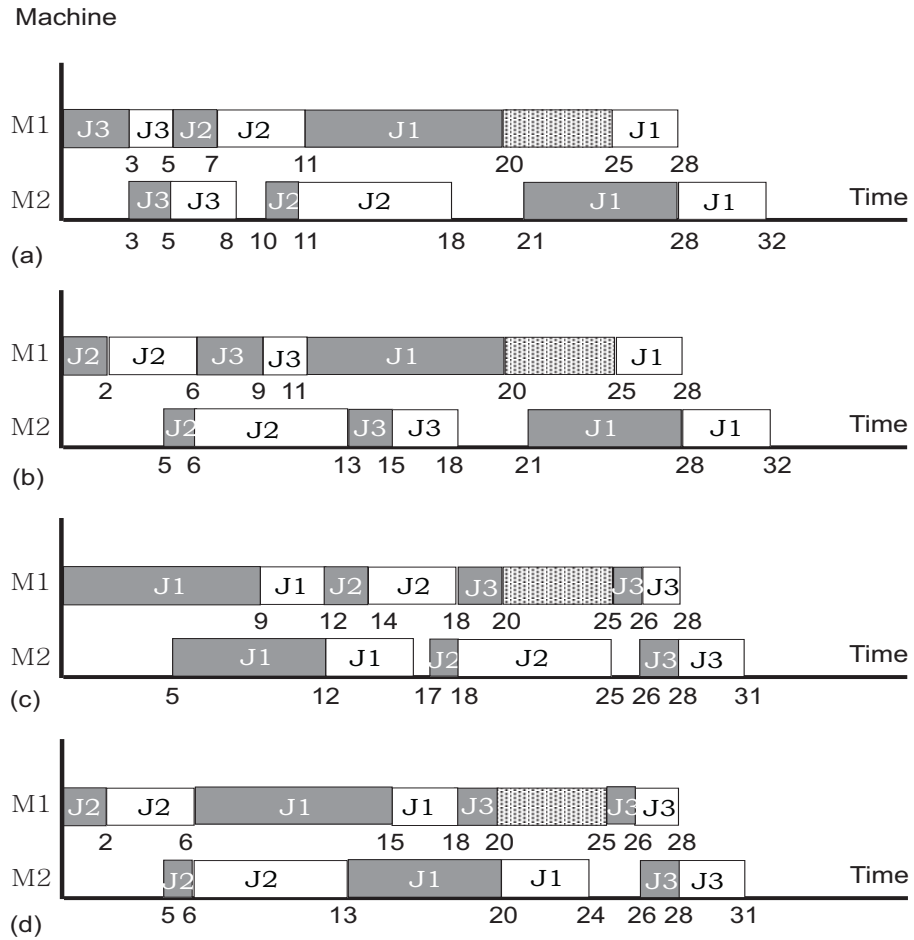 Machine
M1 J3 J3 J2 J2 J1 J1
3 5 7 11 20 25 28
M2 J3 J3 J2 J2 J1 J1 Time
3 5 8 10 11 18 21 28 32
(a)
M1 J2 J2 J3 J3 J1 J1
2 6 9 11 20 25 28
M2 J2 J2 J3 J3 J1 J1 Time
5 6 13 15 18 21 28 32
(b)
M1 J1 J1 J2 J2 J3 J3 J3
9 12 14 18 20 25 26 28
M2 J1 J1 J2 J2 J3 J3 Time
5 12 17 18 25 26 28 31
(c)
M1 J2 J2 J1 J1 J3 J3 J3
2 6 15 18 20 25 26 28
M2 J2 J2 J1 J1 J3 J3 Time
5 6 13 20 24 26 28 31
(d)